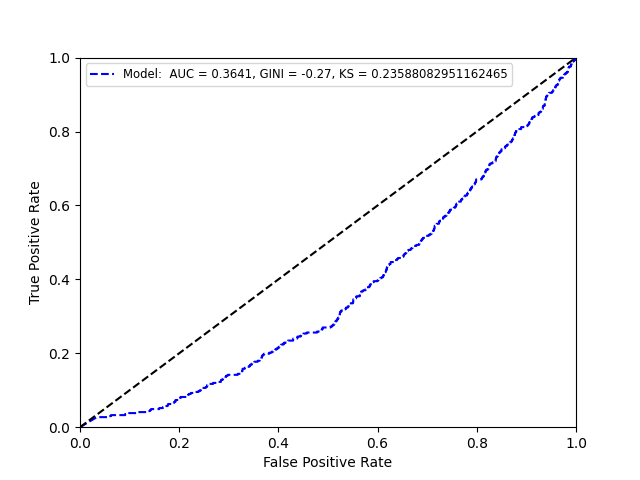 Model:  AUC = 0.3641, GINI = -0.27, KS = 0.23588082951162465
1.0
0.8
0.6
0.4
0.2
0.0
True Positive Rate
0.0 0.2 0.4 0.6 0.8 1.0
False Positive Rate